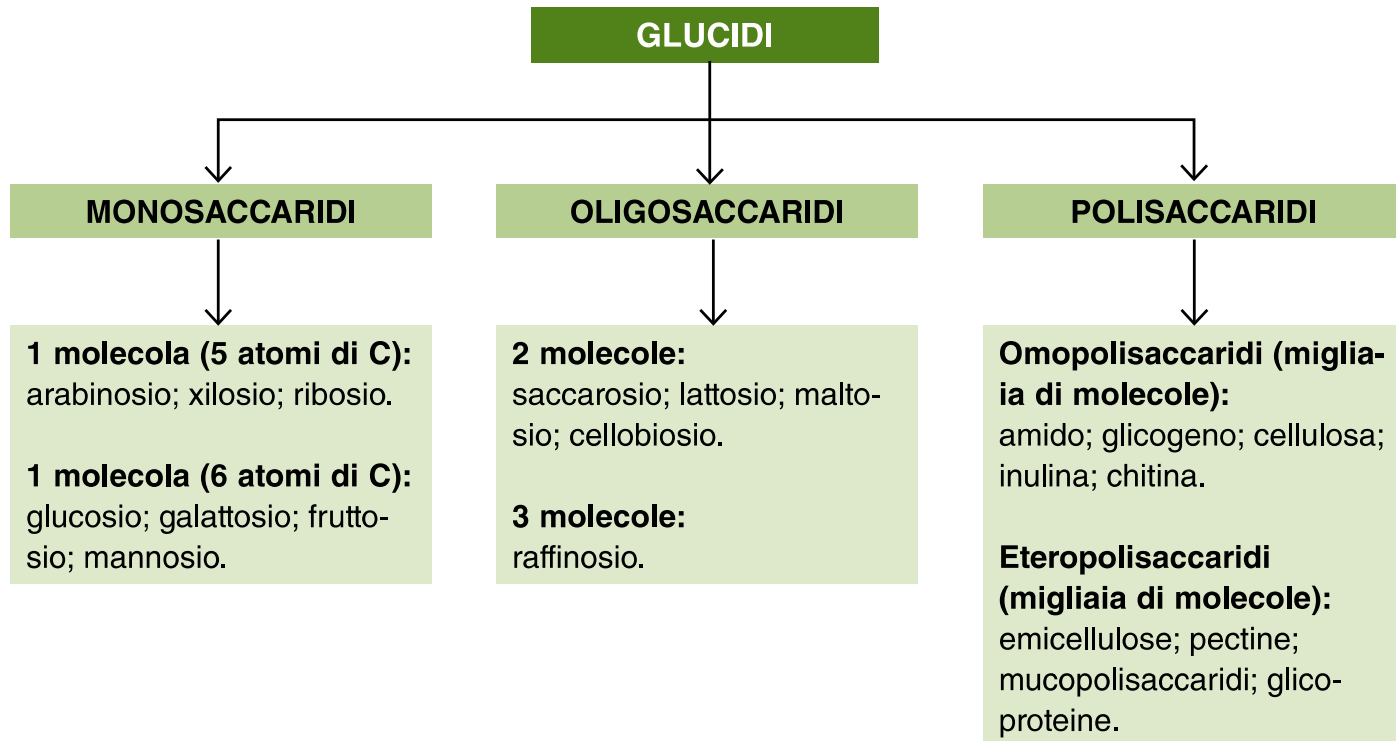 GLUCIDI
MONOSACCARIDI
1 molecola (5 atomi di C):
arabinosio; xilosio; ribosio.
1 molecola (6 atomi di C):
glucosio; galattosio; frutto-
sio; mannosio.
OLIGOSACCARIDI
2 molecole:
saccarosio; lattosio; malto-
sio; cellobiosio.
3 molecole:
raffinosio.
POLISACCARIDI
Omopolisaccaridi (miglia-
ia di molecole):
amido; glicogeno; cellulosa;
inulina; chitina.
Eteropolisaccaridi
(migliaia di molecole):
emicellulose; pectine;
mucopolisaccaridi; glico-
proteine.